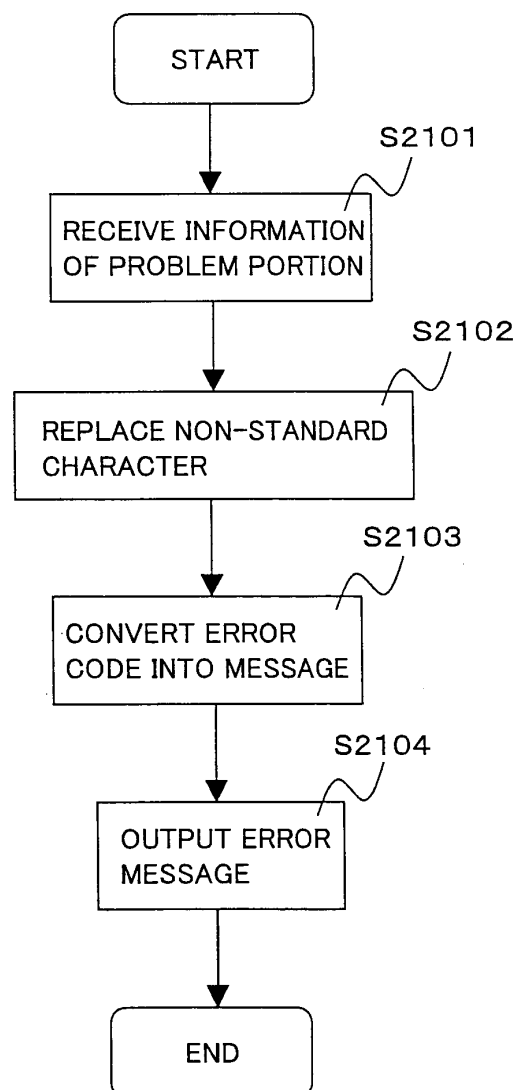 START
S2101
RECEIVE INFORMATION
OF PROBLEM PORTION
S2102
REPLACE NON-STANDARD
CHARACTER
S2103
CONVERT ERROR
CODE INTO MESSAGE
S2104
OUTPUT ERROR
MESSAGE
END